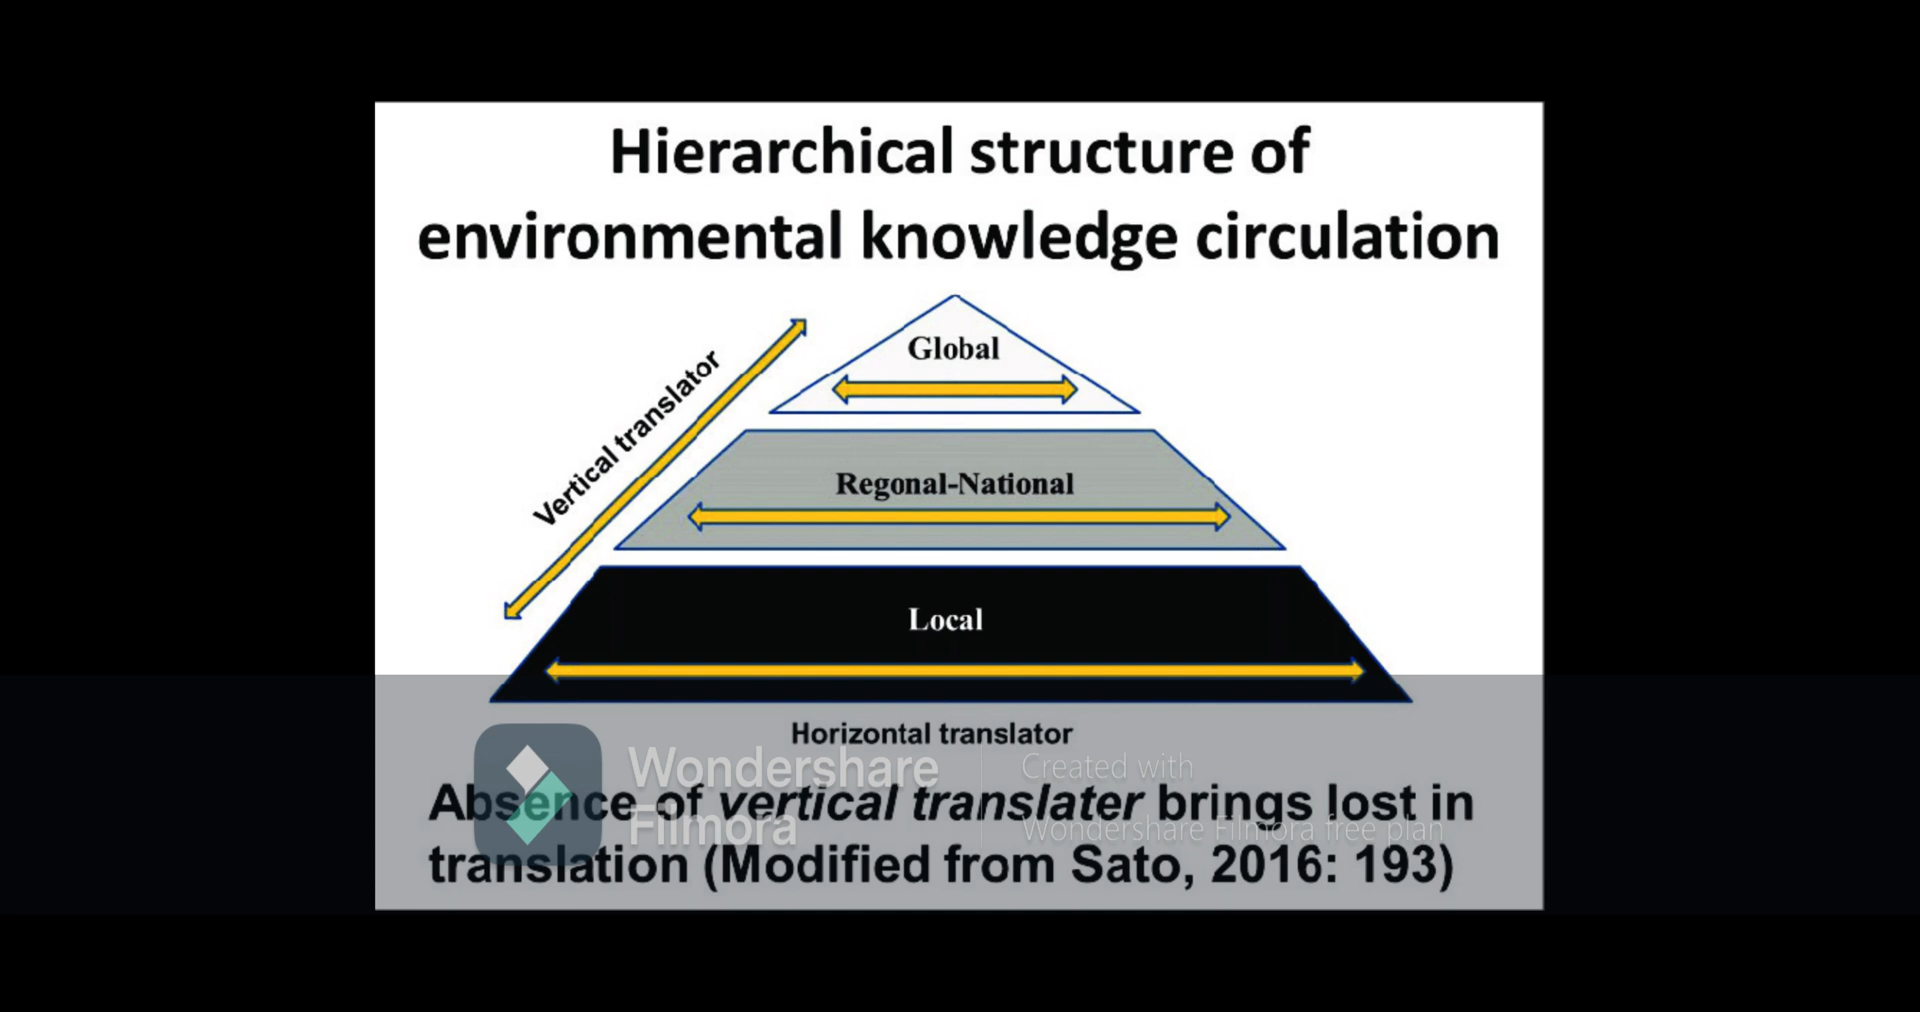 Hierarchical structure of
environmental knowledge circulation
Vertical translator
Global
Regonal-National
Local
Horizontal translator
Wondershare
Filmora
Created with
Wondershare Filmora free plan
Absence of vertical translater brings lost in
translation (Modified from Sato, 2016: 193)